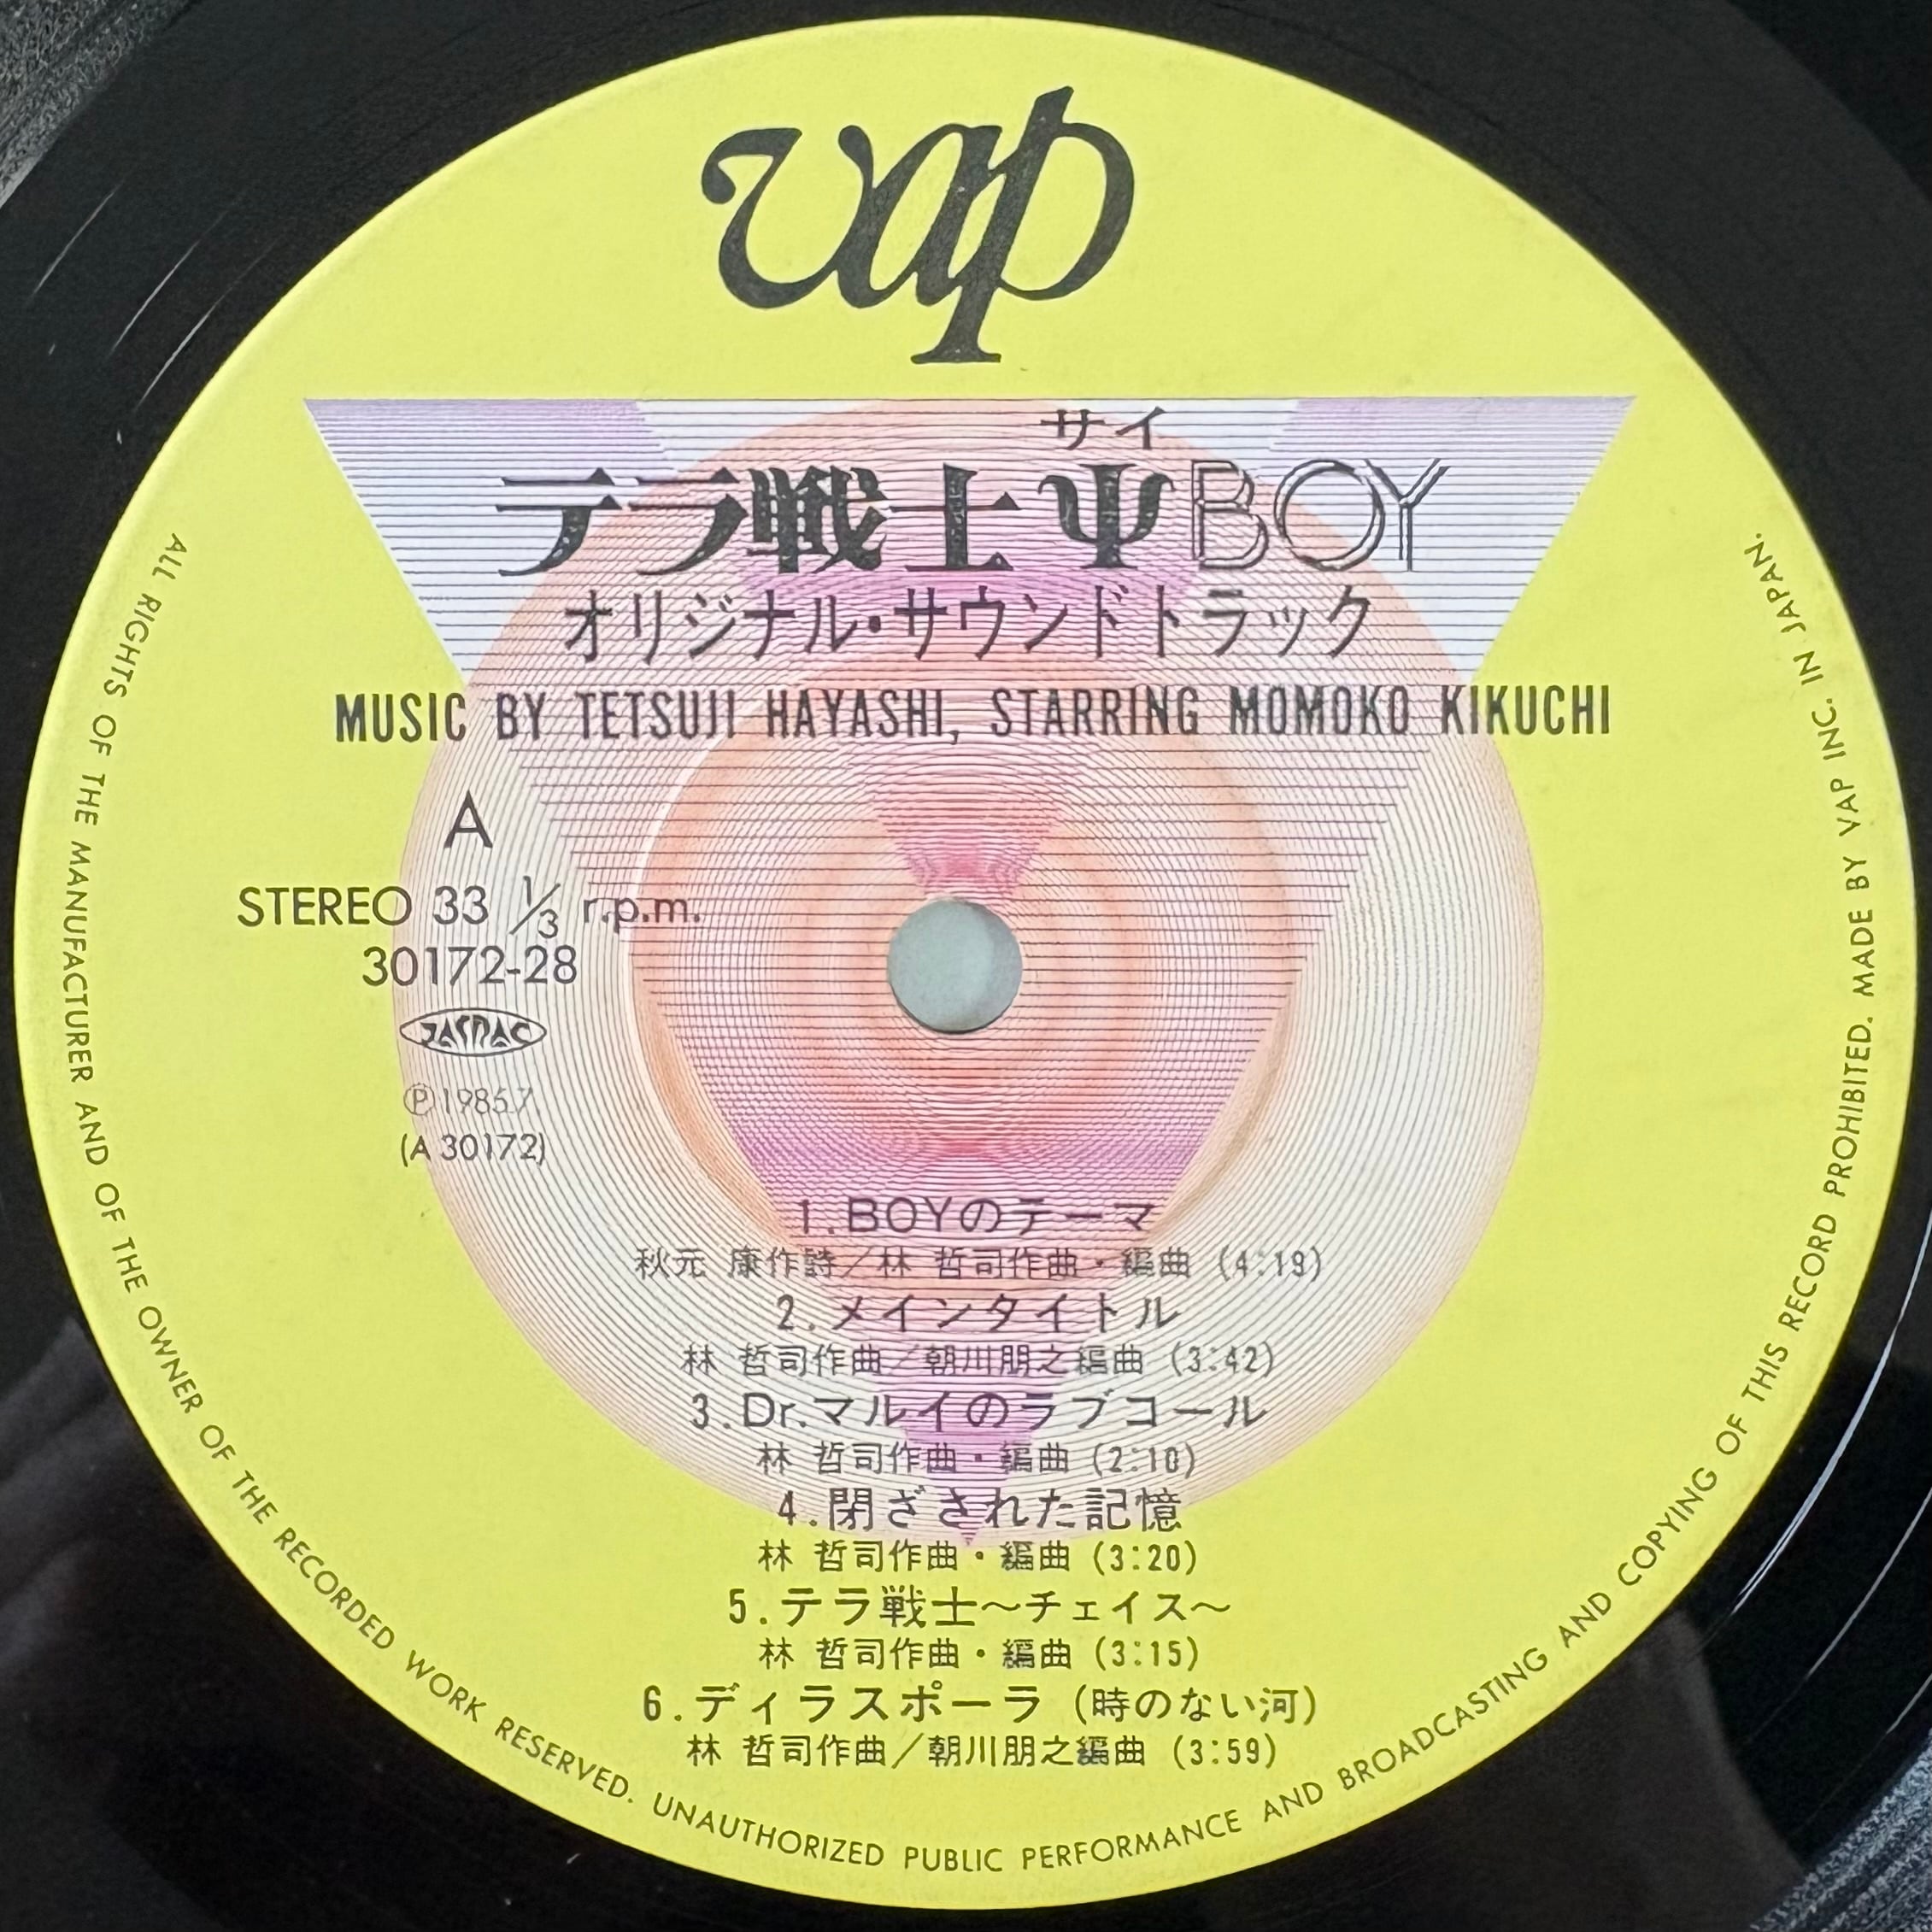 vap
サイ
テラ戦士ΨBOY
オリジナル・サウンドトラック
MUSIC BY TETSUJI HAYASHI, STARRING MOMOKO KIKUCHI
A
STEREO 33 1/3 r.p.m.
30172-28
JASRAC
Ⓟ1985.7.
(A 30172)
1.BOYのテーマ
秋元 康作詩／林 哲司作曲・編曲 (4:19)
2.メインタイトル
林 哲司作曲／朝川朋之編曲 (3:42)
3.Dr.マルイのラブコール
林 哲司作曲・編曲 (2:10)
4.閉ざされた記憶
林 哲司作曲・編曲 (3:20)
5.テラ戦士～チェイス～
林 哲司作曲・編曲 (3:15)
6.ディラスポーラ (時のない河)
林 哲司作曲／朝川朋之編曲 (3:59)
ALL RIGHTS OF THE MANUFACTURER AND OF THE OWNER OF THE RECORDED WORK RESERVED. UNAUTHORIZED PUBLIC PERFORMANCE AND BROADCASTING AND COPYING OF THIS RECORD PROHIBITED. MADE BY VAP INC. IN JAPAN.